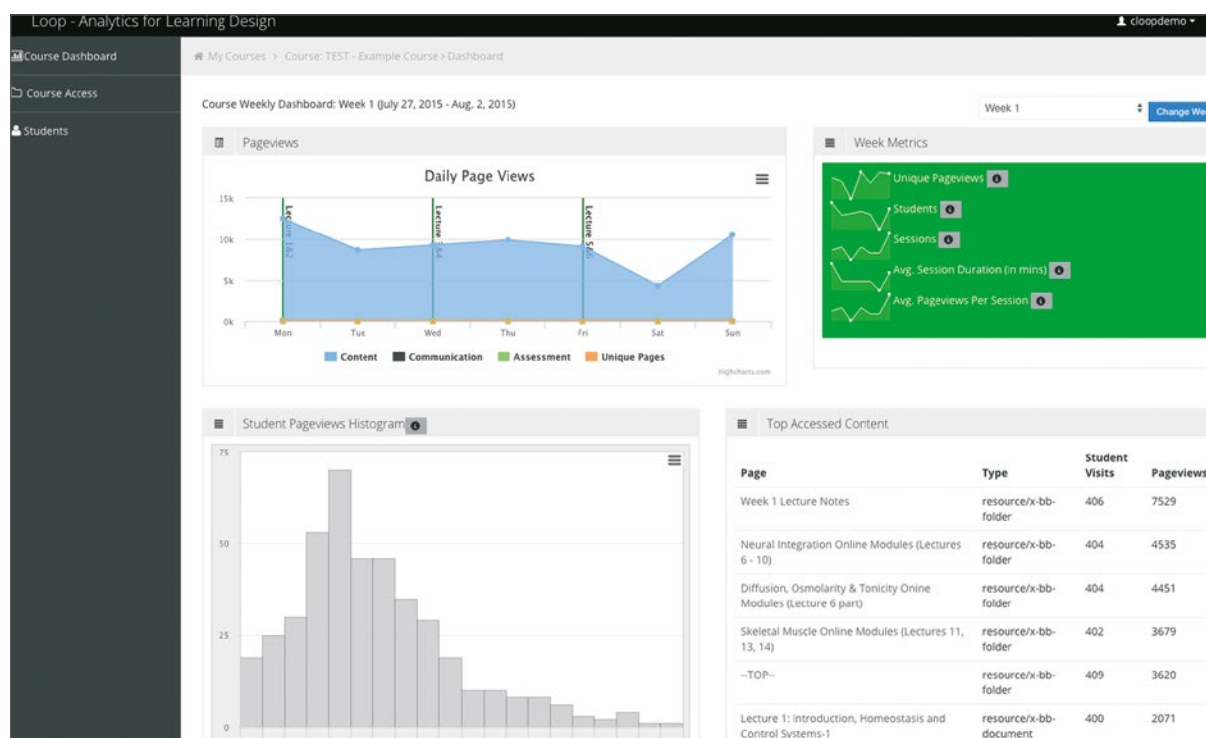 Loop - Analytics for Learning Design
cloopdemo
Course Dashboard
Course Access
Students
My Courses > Course: TEST - Example Course > Dashboard
Course Weekly Dashboard: Week 1 (July 27, 2015 - Aug. 2, 2015)
Week 1
Change We
Pageviews
Daily Page Views
15k
10k
5k
0k
Lecture 1&2
Lecture 3&4
Lecture 5&6
Mon Tue Wed Thu Fri Sat Sun
Content Communication Assessment Unique Pages
Highcharts.com
Week Metrics
Unique Pageviews
Students
Sessions
Avg. Session Duration (in mins)
Avg. Pageviews Per Session
Student Pageviews Histogram
75
50
25
0
Top Accessed Content
Page Type Student Visits Pageviews
Week 1 Lecture Notes resource/x-bb-folder 406 7529
Neural Integration Online Modules (Lectures 6 - 10) resource/x-bb-folder 404 4535
Diffusion, Osmolarity & Tonicity Onine Modules (Lecture 6 part) resource/x-bb-folder 404 4451
Skeletal Muscle Online Modules (Lectures 11, 13, 14) resource/x-bb-folder 402 3679
--TOP-- resource/x-bb-folder 409 3620
Lecture 1: Introduction, Homeostasis and Control Systems-1 resource/x-bb-document 400 2071